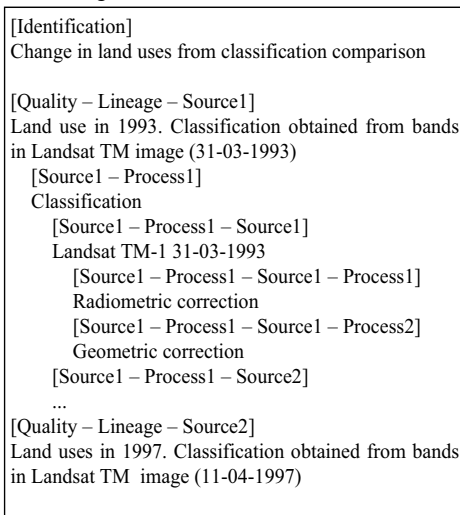 [Identification]
Change in land uses from classification comparison
[Quality – Lineage – Source1]
Land use in 1993. Classification obtained from bands
in Landsat TM image (31-03-1993)
[Source1 – Process1]
Classification
[Source1 – Process1 – Source1]
Landsat TM-1 31-03-1993
[Source1 – Process1 – Source1 – Process1]
Radiometric correction
[Source1 – Process1 – Source1 – Process2]
Geometric correction
[Source1 – Process1 – Source2]
...
[Quality – Lineage – Source2]
Land uses in 1997. Classification obtained from bands
in Landsat TM image (11-04-1997)